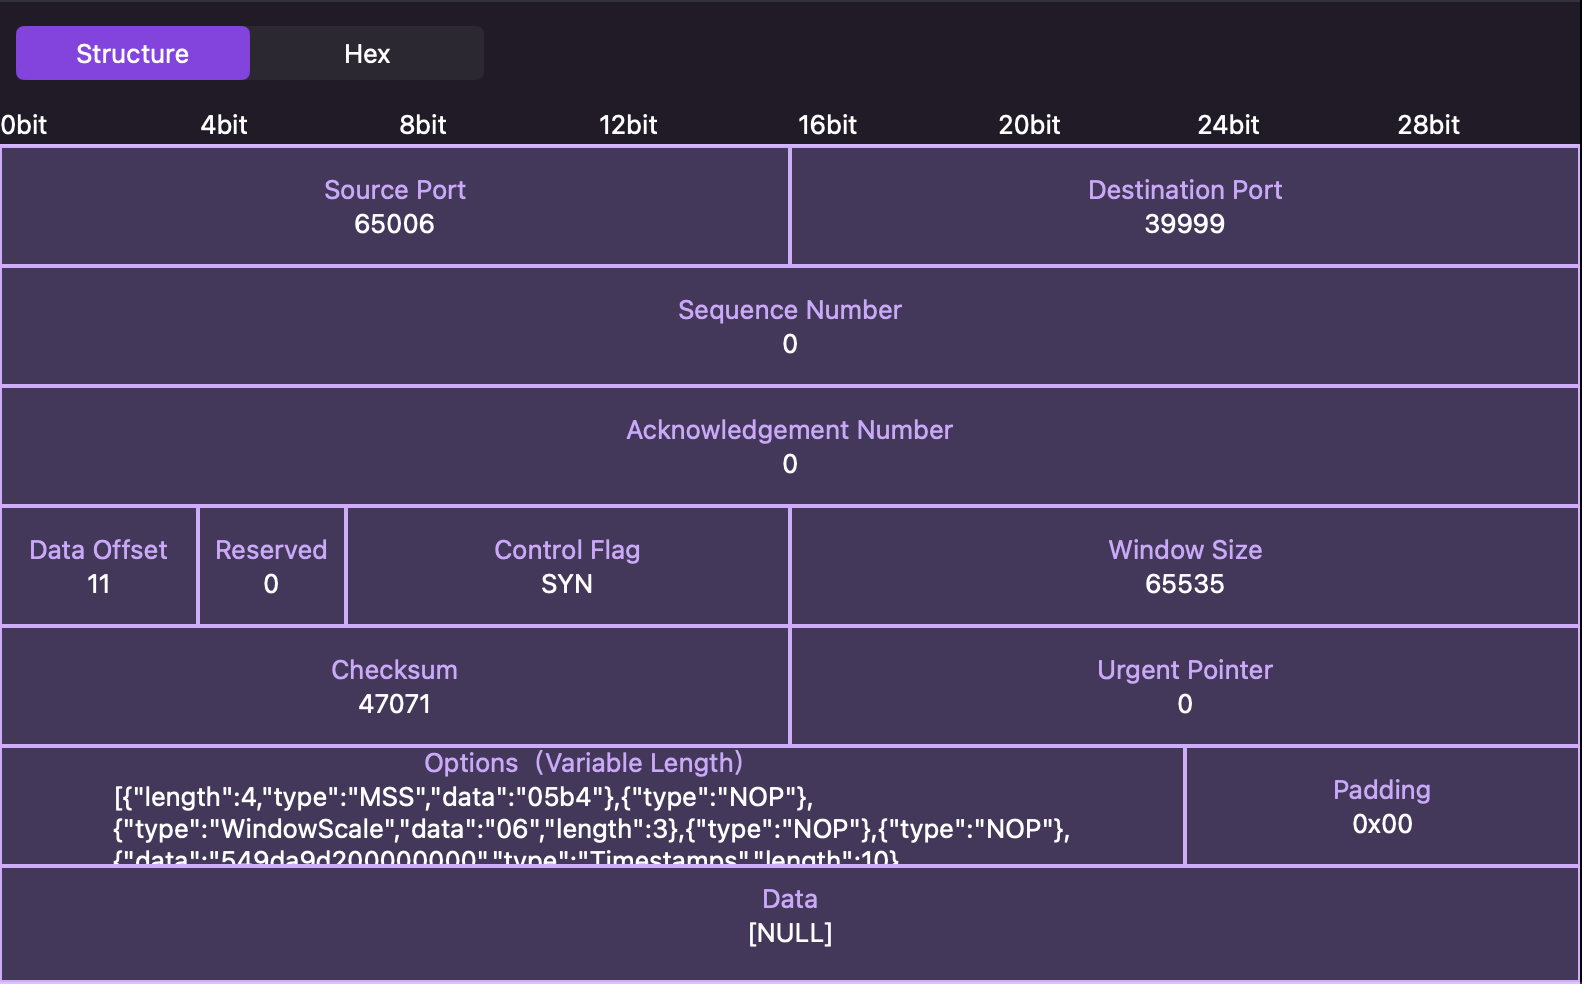 Structure Hex
0bit 4bit 8bit 12bit 16bit 20bit 24bit 28bit
Source Port
65006
Destination Port
39999
Sequence Number
0
Acknowledgement Number
0
Data Offset
11
Reserved
0
Control Flag
SYN
Window Size
65535
Checksum
47071
Urgent Pointer
0
Options（Variable Length）
[{"length":4,"type":"MSS","data":"05b4"},{"type":"NOP"},
{"type":"WindowScale","data":"06","length":3},{"type":"NOP"},{"type":"NOP"},
{"data":"549da9d200000000","type":"Timestamps","length":10},
Padding
0x00
Data
[NULL]